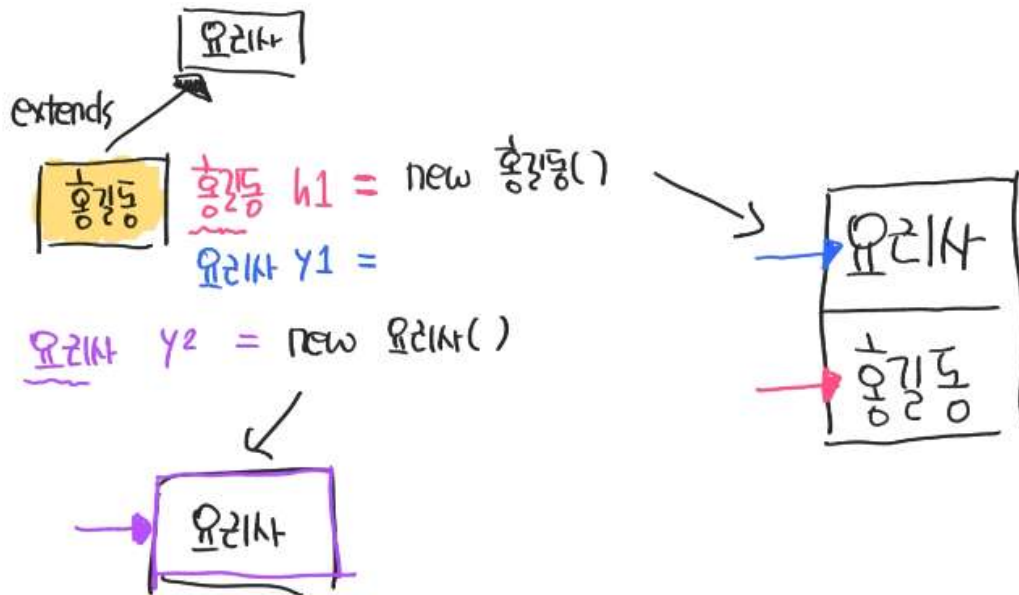 요리사
extends
홍길동
홍길동 h1 = new 홍길동()
요리사 y1 =
요리사 y2 = new 요리사()
요리사
홍길동
요리사